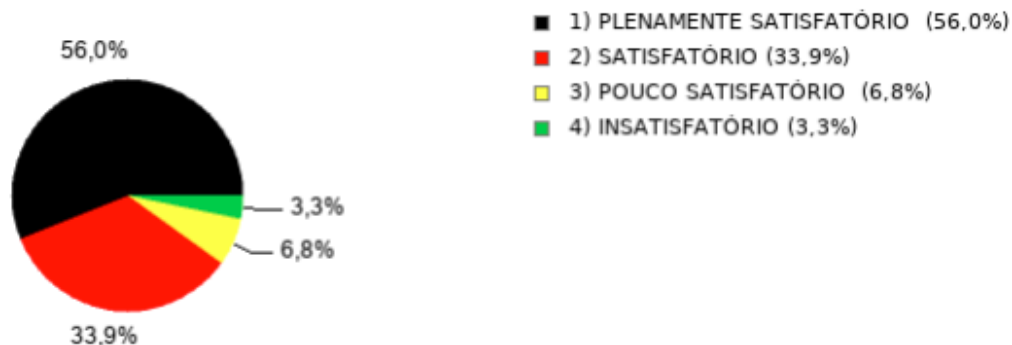 56,0%
3,3%
6,8%
33,9%
1) PLENAMENTE SATISFATÓRIO (56,0%)
2) SATISFATÓRIO (33,9%)
3) POUCO SATISFATÓRIO (6,8%)
4) INSATISFATÓRIO (3,3%)